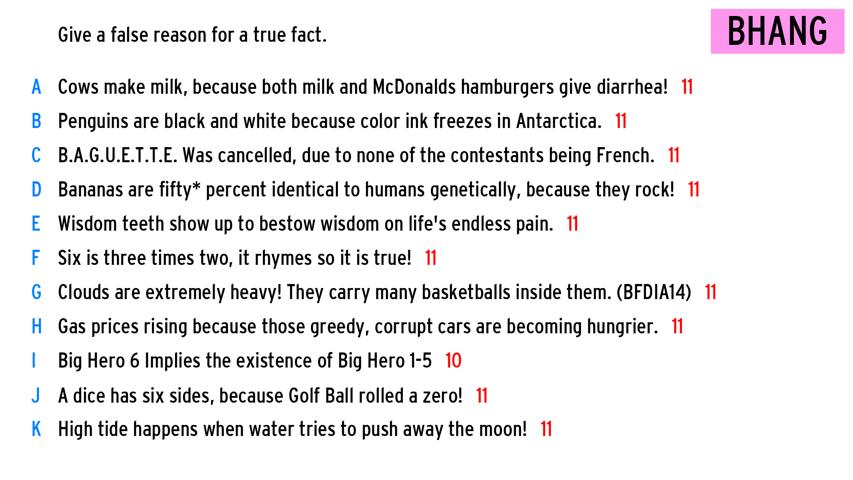 Give a false reason for a true fact.
BHANG
A Cows make milk, because both milk and McDonalds hamburgers give diarrhea! 11
B Penguins are black and white because color ink freezes in Antarctica. 11
C B.A.G.U.E.T.T.E. Was cancelled, due to none of the contestants being French. 11
D Bananas are fifty* percent identical to humans genetically, because they rock! 11
E Wisdom teeth show up to bestow wisdom on life's endless pain. 11
F Six is three times two, it rhymes so it is true! 11
G Clouds are extremely heavy! They carry many basketballs inside them. (BFDIA14) 11
H Gas prices rising because those greedy, corrupt cars are becoming hungrier. 11
I Big Hero 6 Implies the existence of Big Hero 1-5 10
J A dice has six sides, because Golf Ball rolled a zero! 11
K High tide happens when water tries to push away the moon! 11